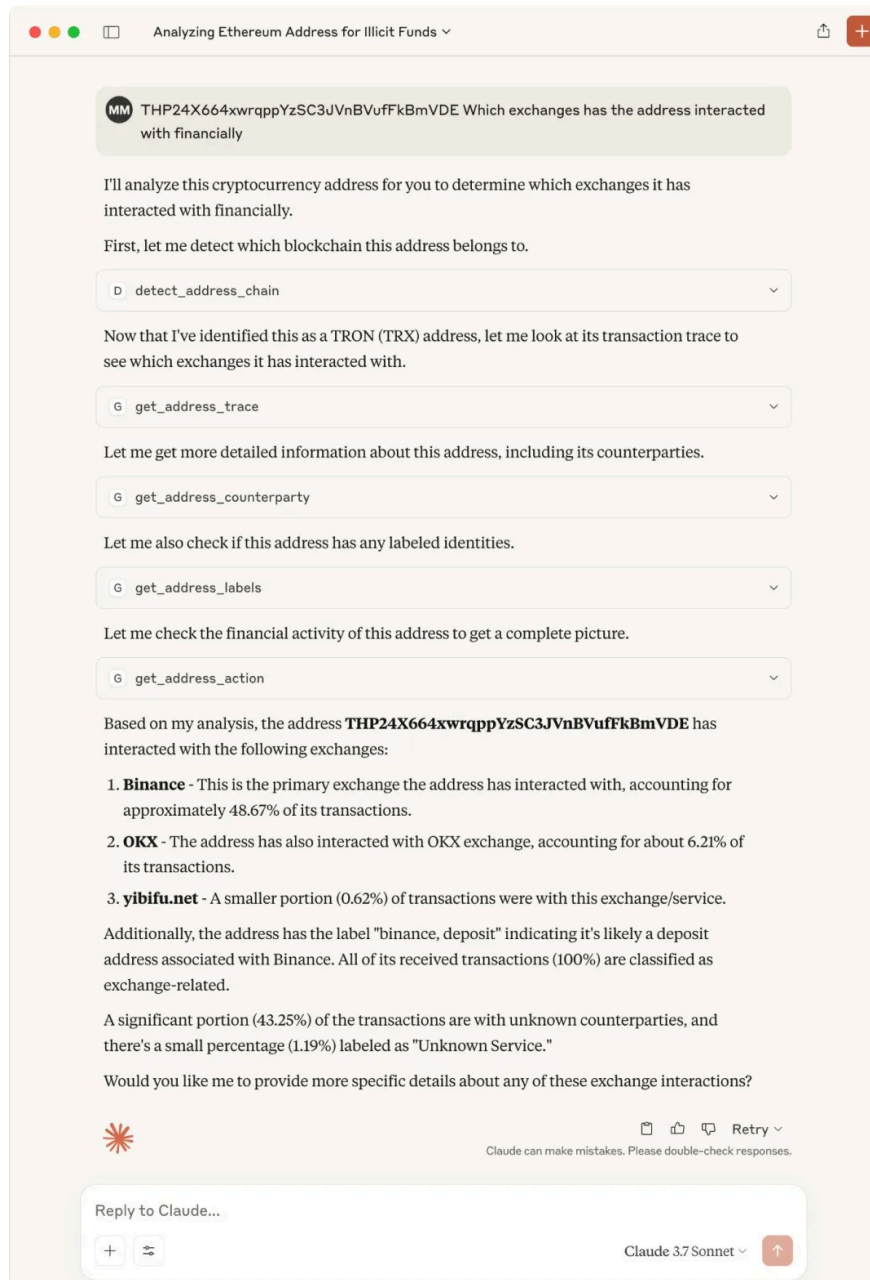 Analyzing Ethereum Address for Illicit Funds
MM
THP24X664xwrqppYzSC3JVnBVufFkBmVDE Which exchanges has the address interacted
with financially
I'll analyze this cryptocurrency address for you to determine which exchanges it has
interacted with financially.
First, let me detect which blockchain this address belongs to.
D detect_address_chain
Now that I've identified this as a TRON (TRX) address, let me look at its transaction trace to
see which exchanges it has interacted with.
G get_address_trace
Let me get more detailed information about this address, including its counterparties.
G get_address_counterparty
Let me also check if this address has any labeled identities.
G get_address_labels
Let me check the financial activity of this address to get a complete picture.
G get_address_action
Based on my analysis, the address THP24X664xwrqppYzSC3JVnBVufFkBmVDE has
interacted with the following exchanges:
1. Binance - This is the primary exchange the address has interacted with, accounting for
approximately 48.67% of its transactions.
2. OKX - The address has also interacted with OKX exchange, accounting for about 6.21% of
its transactions.
3. yibifu.net - A smaller portion (0.62%) of transactions were with this exchange/service.
Additionally, the address has the label "binance, deposit" indicating it's likely a deposit
address associated with Binance. All of its received transactions (100%) are classified as
exchange-related.
A significant portion (43.25%) of the transactions are with unknown counterparties, and
there's a small percentage (1.19%) labeled as "Unknown Service."
Would you like me to provide more specific details about any of these exchange interactions?
Retry
Claude can make mistakes. Please double-check responses.
Reply to Claude...
Claude 3.7 Sonnet